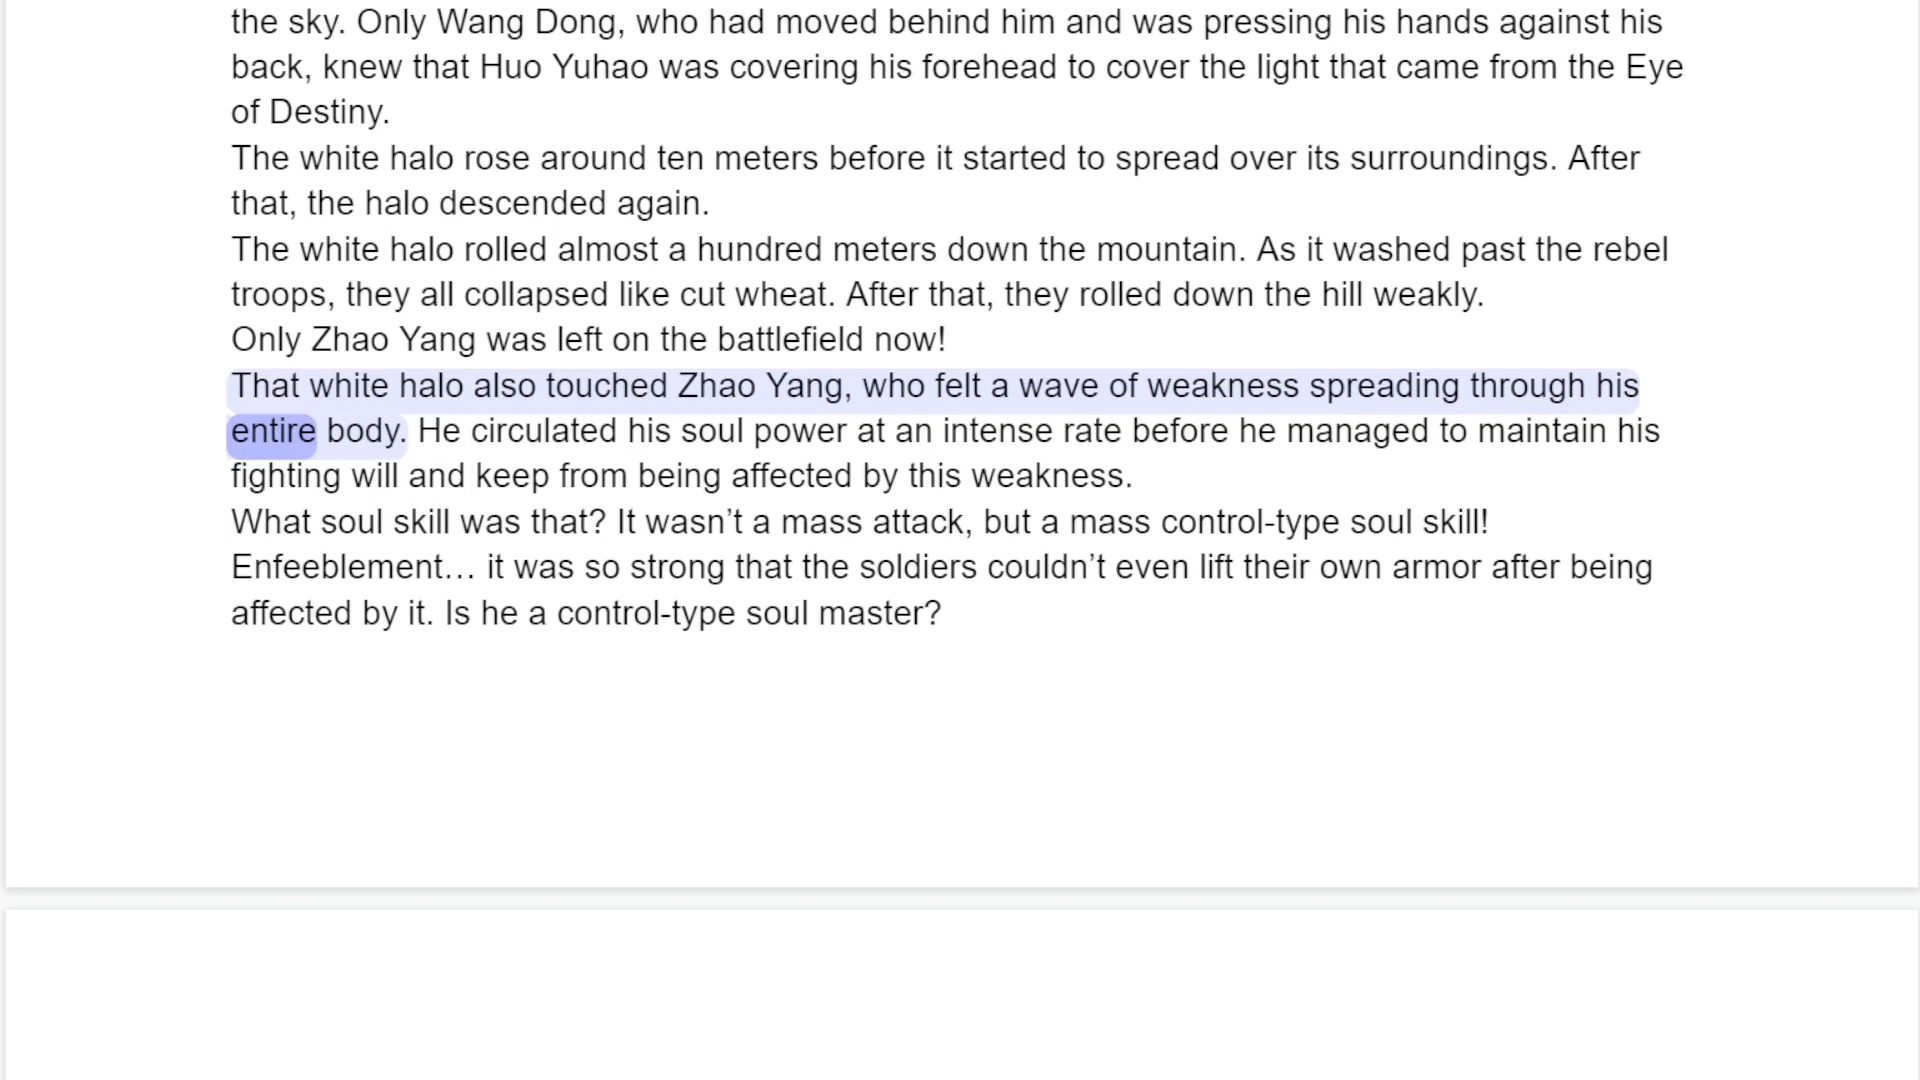 the sky. Only Wang Dong, who had moved behind him and was pressing his hands against his
back, knew that Huo Yuhao was covering his forehead to cover the light that came from the Eye
of Destiny.
The white halo rose around ten meters before it started to spread over its surroundings. After
that, the halo descended again.
The white halo rolled almost a hundred meters down the mountain. As it washed past the rebel
troops, they all collapsed like cut wheat. After that, they rolled down the hill weakly.
Only Zhao Yang was left on the battlefield now!
That white halo also touched Zhao Yang, who felt a wave of weakness spreading through his
entire body. He circulated his soul power at an intense rate before he managed to maintain his
fighting will and keep from being affected by this weakness.
What soul skill was that? It wasn’t a mass attack, but a mass control-type soul skill!
Enfeeblement… it was so strong that the soldiers couldn’t even lift their own armor after being
affected by it. Is he a control-type soul master?